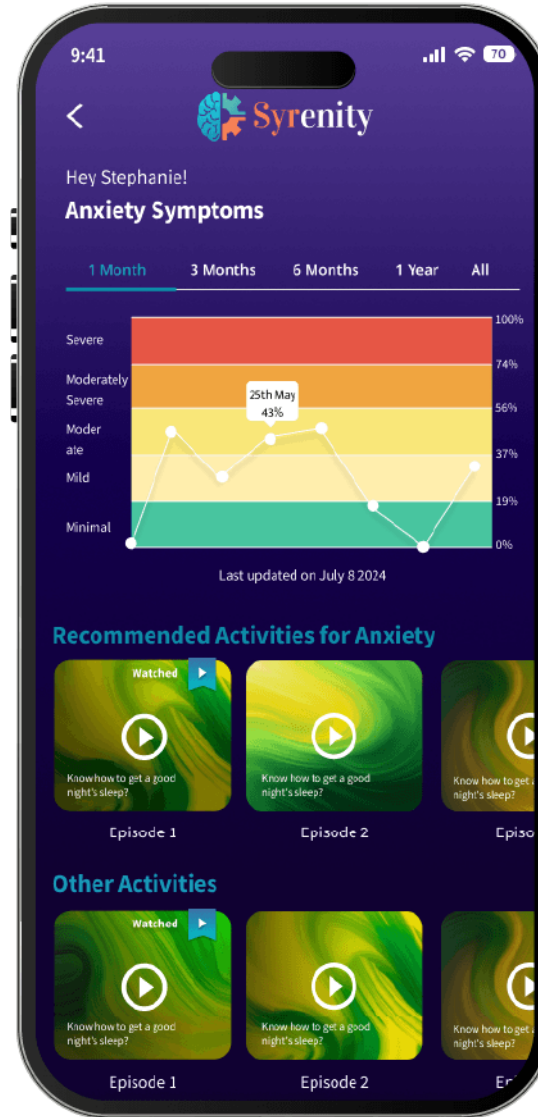 9:41
70
Syrenity
Hey Stephanie!
Anxiety Symptoms
1 Month 3 Months 6 Months 1 Year All
100%
Severe
74%
Moderately
Severe
25th May
43%
56%
Moder
ate
37%
Mild
19%
Minimal
0%
Last updated on July 8 2024
Recommended Activities for Anxiety
Watched
Know how to get a good
night's sleep?
Know how to get a good
night's sleep?
Know how to get
night's sleep?
Episode 1
Episode 2
Episo
Other Activities
Watched
Know how to get a good
night's sleep?
Know how to get a good
night's sleep?
Know how to get
night's sleep?
Episode 1
Episode 2